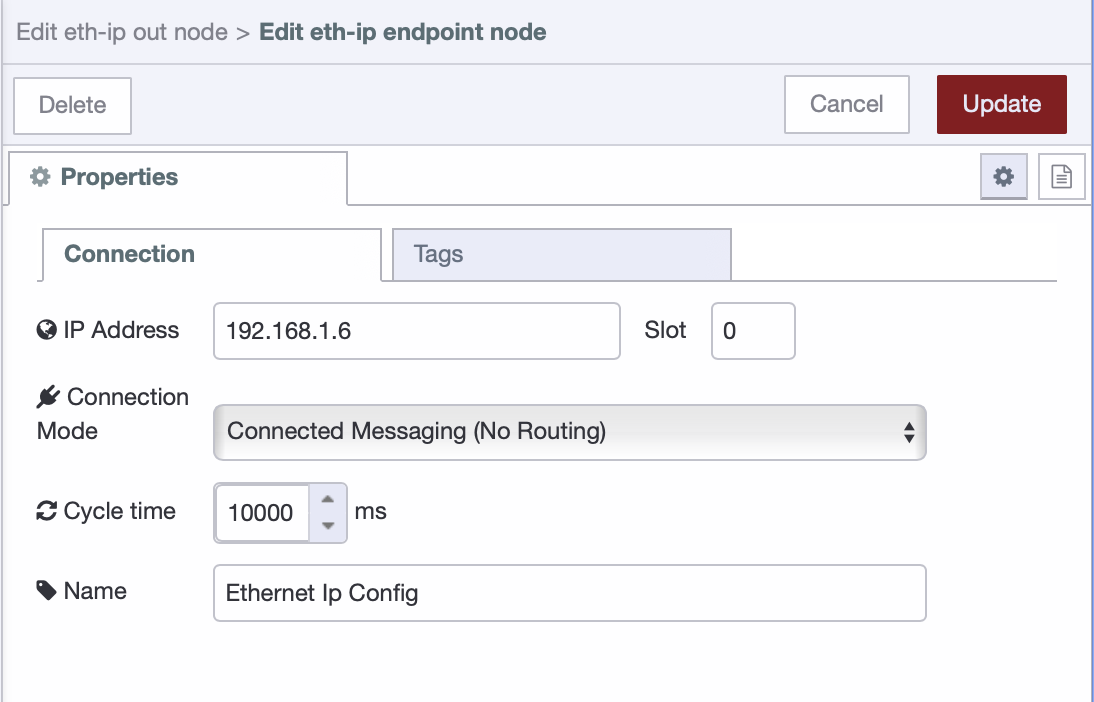 Edit eth-ip out node > Edit eth-ip endpoint node
Delete
Cancel
Update
Properties
Connection
Tags
IP Address
192.168.1.6
Slot
0
Connection
Mode
Connected Messaging (No Routing)
Cycle time
10000
ms
Name
Ethernet Ip Config